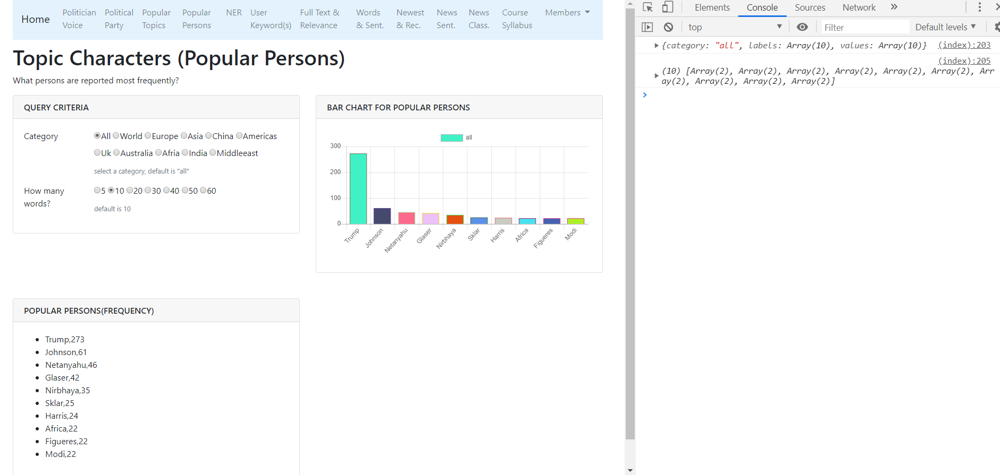 Home
Politician Voice
Political Party
Popular Topics
Popular Persons
NER
User Keyword(s)
Full Text & Relevance
Words & Sent.
Newest & Rec.
News Sent.
News Class.
Course Syllabus
Members
Topic Characters (Popular Persons)
What persons are reported most frequently?
QUERY CRITERIA
Category
All World Europe Asia China Americas
Uk Australia Afria India Middleeast
select a category, default is "all"
How many words?
5 10 20 30 40 50 60
default is 10
BAR CHART FOR POPULAR PERSONS
all
300
200
100
0
Trump
Johnson
Netanyahu
Glaser
Nirbhaya
Sklar
Harris
Africa
Figueres
Modi
POPULAR PERSONS(FREQUENCY)
Trump,273
Johnson,61
Netanyahu,46
Glaser,42
Nirbhaya,35
Sklar,25
Harris,24
Africa,22
Figueres,22
Modi,22
Elements Console Sources Network
top Filter Default levels
{category: "all", labels: Array(10), values: Array(10)} (index):203
(index):205
(10) [Array(2), Array(2), Array(2), Array(2), Array(2), Array(2), Arr
ay(2), Array(2), Array(2), Array(2)]